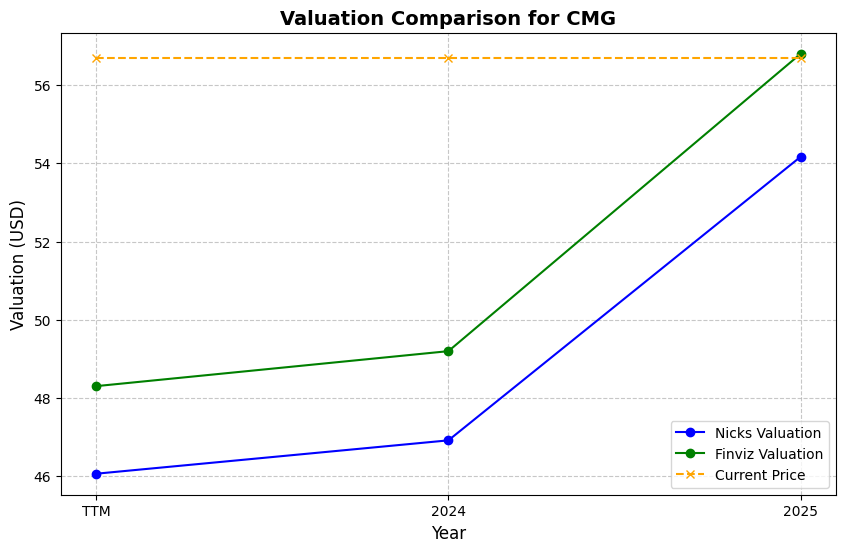 Valuation Comparison for CMG
Valuation (USD)
56
54
52
50
48
46
TTM
2024
2025
Year
Nicks Valuation
Finviz Valuation
Current Price